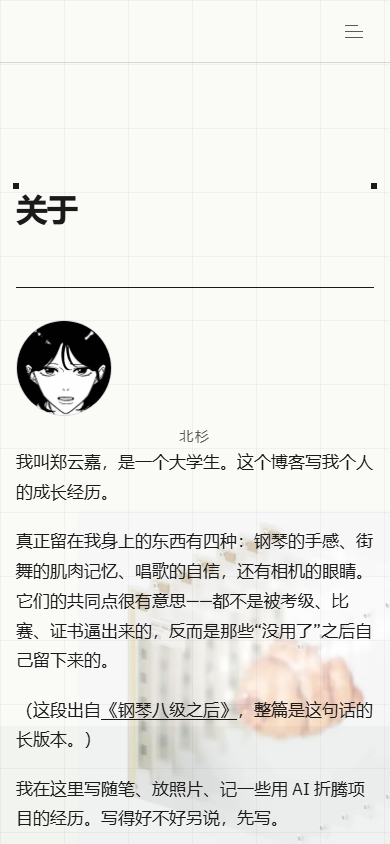 关于
北杉
我叫郑云嘉，是一个大学生。这个博客写我个人
的成长经历。
真正留在我身上的东西有四种：钢琴的手感、街
舞的肌肉记忆、唱歌的自信，还有相机的眼睛。
它们的共同点很有意思——都不是被考级、比
赛、证书逼出来的，反而是那些“没用了”之后自
己留下来的。
（这段出自《钢琴八级之后》，整篇是这句话的
长版本。）
我在这里写随笔、放照片、记一些用 AI 折腾项
目的经历。写得好不好另说，先写。